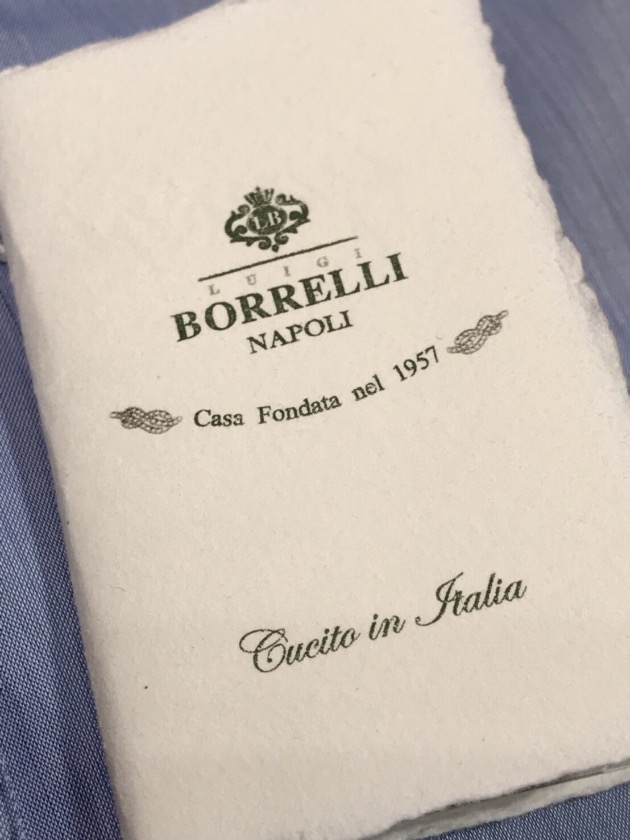 LB
LUIGI
BORRELLI
NAPOLI
Casa Fondata nel 1957
Cucito in Italia